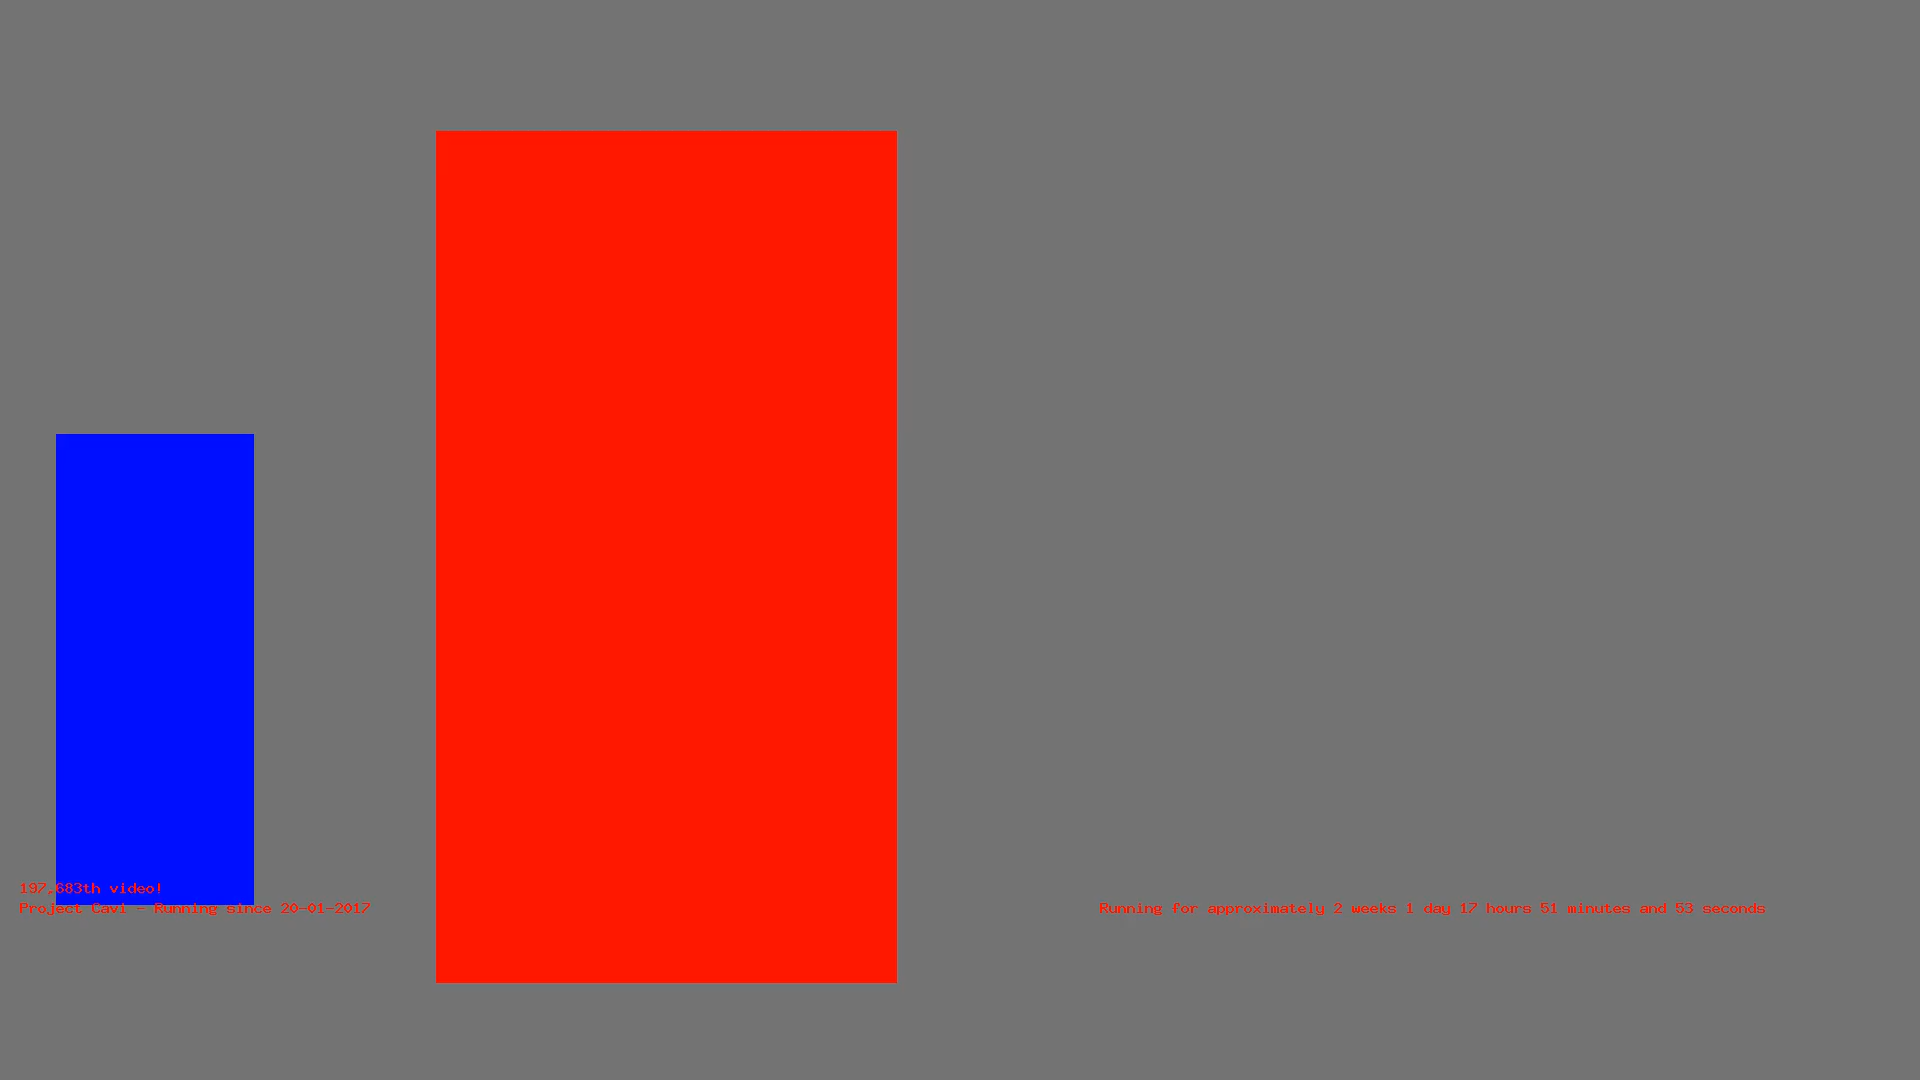 197,683th video!
Project Cavi - Running since 20-01-2017
Running for approximately 2 weeks 1 day 17 hours 51 minutes and 53 seconds